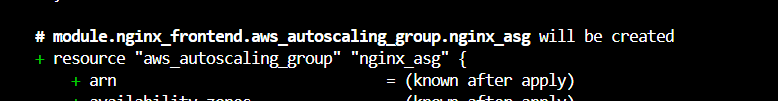 # module.nginx_frontend.aws_autoscaling_group.nginx_asg will be created
+ resource "aws_autoscaling_group" "nginx_asg" {
+ arn = (known after apply)
+ availability_zones = (known after apply)